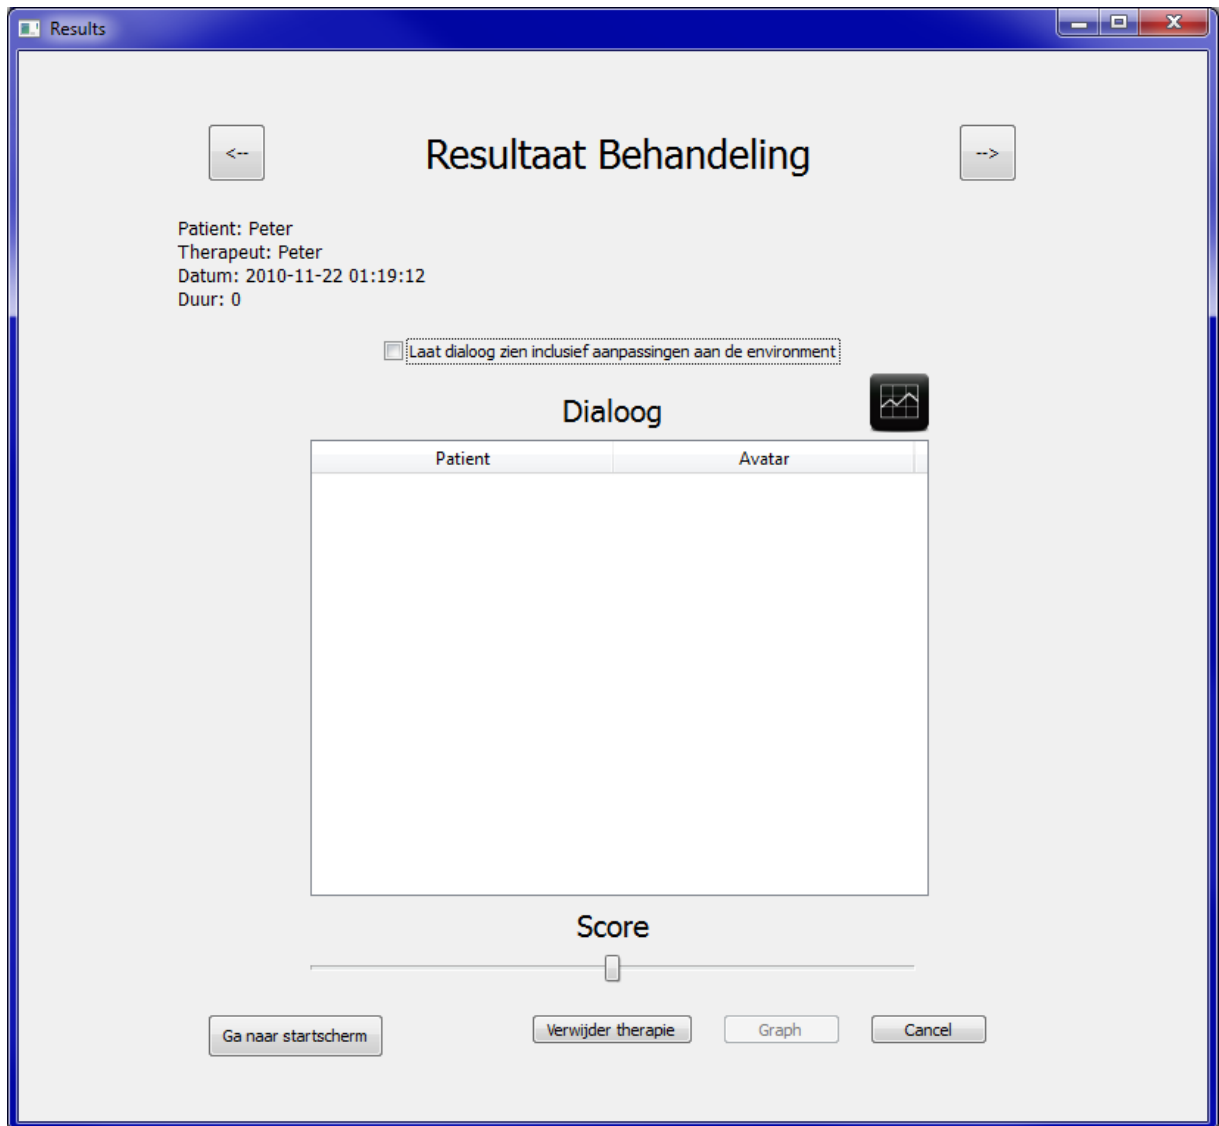 Results
<-- Resultaat Behandeling -->
Patient: Peter
Therapeut: Peter
Datum: 2010-11-22 01:19:12
Duur: 0
Laat dialoog zien inclusief aanpassingen aan de environment
Dialoog
Patient Avatar
Score
Ga naar startscherm Verwijder therapie Graph Cancel